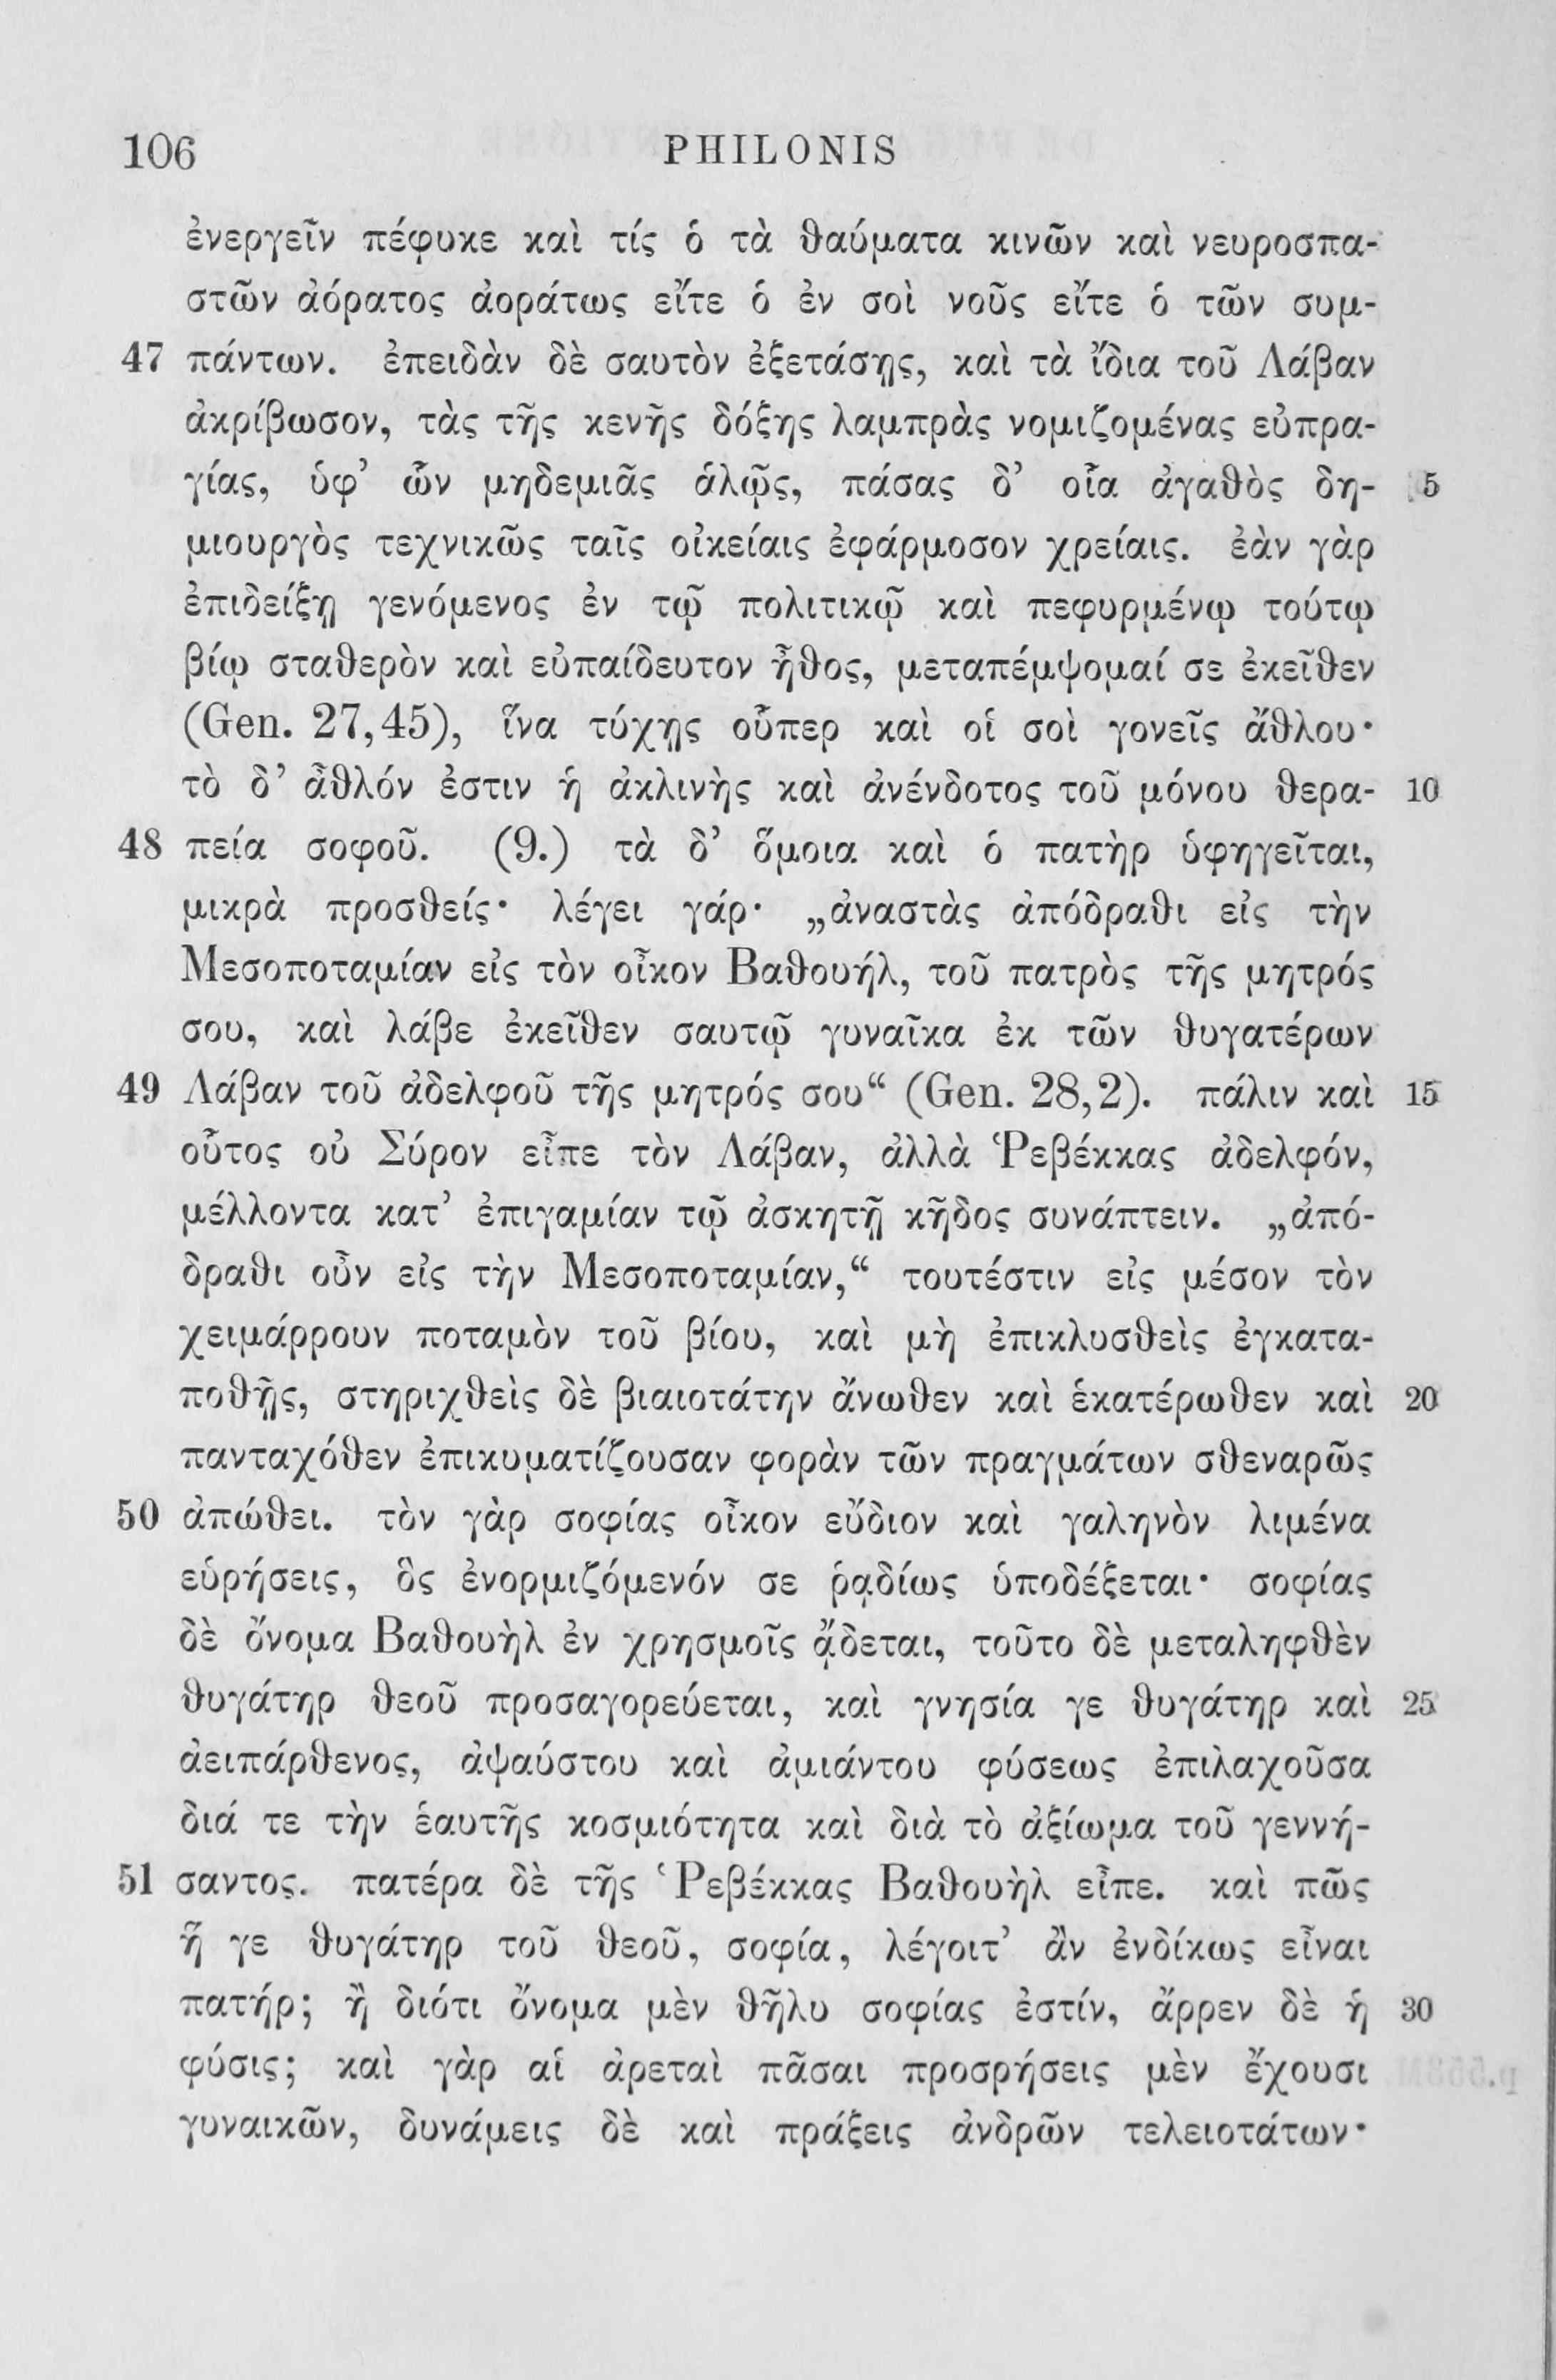 106 PHILONIS
ἐνεργεῖν πέφυκε καὶ τίς ὁ τὰ θαύματα κινῶν καὶ νευροσπα-
στῶν ἀόρατος ἀοράτως εἴτε ὁ ἐν σοὶ νοῦς εἴτε ὁ τῶν συμ-
47 πάντων. ἐπειδὰν δὲ σαυτὸν ἐξετάσῃς, καὶ τὰ ἴδια τοῦ Λάβαν
ἀκρίβωσον, τὰς τῆς κενῆς δόξης λαμπρὰς νομιζομένας εὐπρα-
γίας, ὑφ’ ὧν μηδεμιᾶς ἁλῷς, πάσας δ’ οἷα ἀγαθὸς δη- 5
μιουργὸς τεχνικῶς ταῖς οἰκείαις ἐφάρμοσον χρείαις. ἐὰν γὰρ
ἐπιδείξῃ γενόμενος ἐν τῷ πολιτικῷ καὶ πεφυρμένῳ τούτῳ
βίῳ σταθερὸν καὶ εὐπαίδευτον ἦθος, μεταπέμψομαί σε ἐκεῖθεν
(Gen. 27,45), ἵνα τύχῃς οὗπερ καὶ οἱ σοὶ γονεῖς ἄθλου·
τὸ δ’ ἆθλόν ἐστιν ἡ ἀκλινὴς καὶ ἀνένδοτος τοῦ μόνου θερα- 10
48 πεία σοφοῦ. (9.) τὰ δ’ ὅμοια καὶ ὁ πατὴρ ὑφηγεῖται,
μικρὰ προσθείς· λέγει γάρ· „ἀναστὰς ἀπόδραθι εἰς τὴν
Μεσοποταμίαν εἰς τὸν οἶκον Βαθουήλ, τοῦ πατρὸς τῆς μητρός
σου, καὶ λάβε ἐκεῖθεν σαυτῷ γυναῖκα ἐκ τῶν θυγατέρων
49 Λάβαν τοῦ ἀδελφοῦ τῆς μητρός σου“ (Gen. 28,2). πάλιν καὶ 15
οὗτος οὐ Σύρον εἶπε τὸν Λάβαν, ἀλλὰ Ῥεβέκκας ἀδελφόν,
μέλλοντα κατ’ ἐπιγαμίαν τῷ ἀσκητῇ κῆδος συνάπτειν. „ἀπό-
δραθι οὖν εἰς τὴν Μεσοποταμίαν,“ τουτέστιν εἰς μέσον τὸν
χειμάρρουν ποταμὸν τοῦ βίου, καὶ μὴ ἐπικλυσθεὶς ἐγκατα-
ποθῇς, στηριχθεὶς δὲ βιαιοτάτην ἄνωθεν καὶ ἑκατέρωθεν καὶ 20
πανταχόθεν ἐπικυματίζουσαν φορὰν τῶν πραγμάτων σθεναρῶς
50 ἀπώθει. τὸν γὰρ σοφίας οἶκον εὔδιον καὶ γαληνὸν λιμένα
εὑρήσεις, ὃς ἐνορμιζόμενόν σε ῥᾳδίως ὑποδέξεται· σοφίας
δὲ ὄνομα Βαθουὴλ ἐν χρησμοῖς ᾄδεται, τοῦτο δὲ μεταληφθὲν
θυγάτηρ θεοῦ προσαγορεύεται, καὶ γνησία γε θυγάτηρ καὶ 25
ἀειπάρθενος, ἀψαύστου καὶ ἀμιάντου φύσεως ἐπιλαχοῦσα
διά τε τὴν ἑαυτῆς κοσμιότητα καὶ διὰ τὸ ἀξίωμα τοῦ γεννή-
51 σαντος. πατέρα δὲ τῆς Ῥεβέκκας Βαθουὴλ εἶπε. καὶ πῶς
ἥ γε θυγάτηρ τοῦ θεοῦ, σοφία, λέγοιτ’ ἂν ἐνδίκως εἶναι
πατήρ; ἢ διότι ὄνομα μὲν θῆλυ σοφίας ἐστίν, ἄρρεν δὲ ἡ 30
φύσις; καὶ γὰρ αἱ ἀρεταὶ πᾶσαι προσρήσεις μὲν ἔχουσι
γυναικῶν, δυνάμεις δὲ καὶ πράξεις ἀνδρῶν τελειοτάτων·